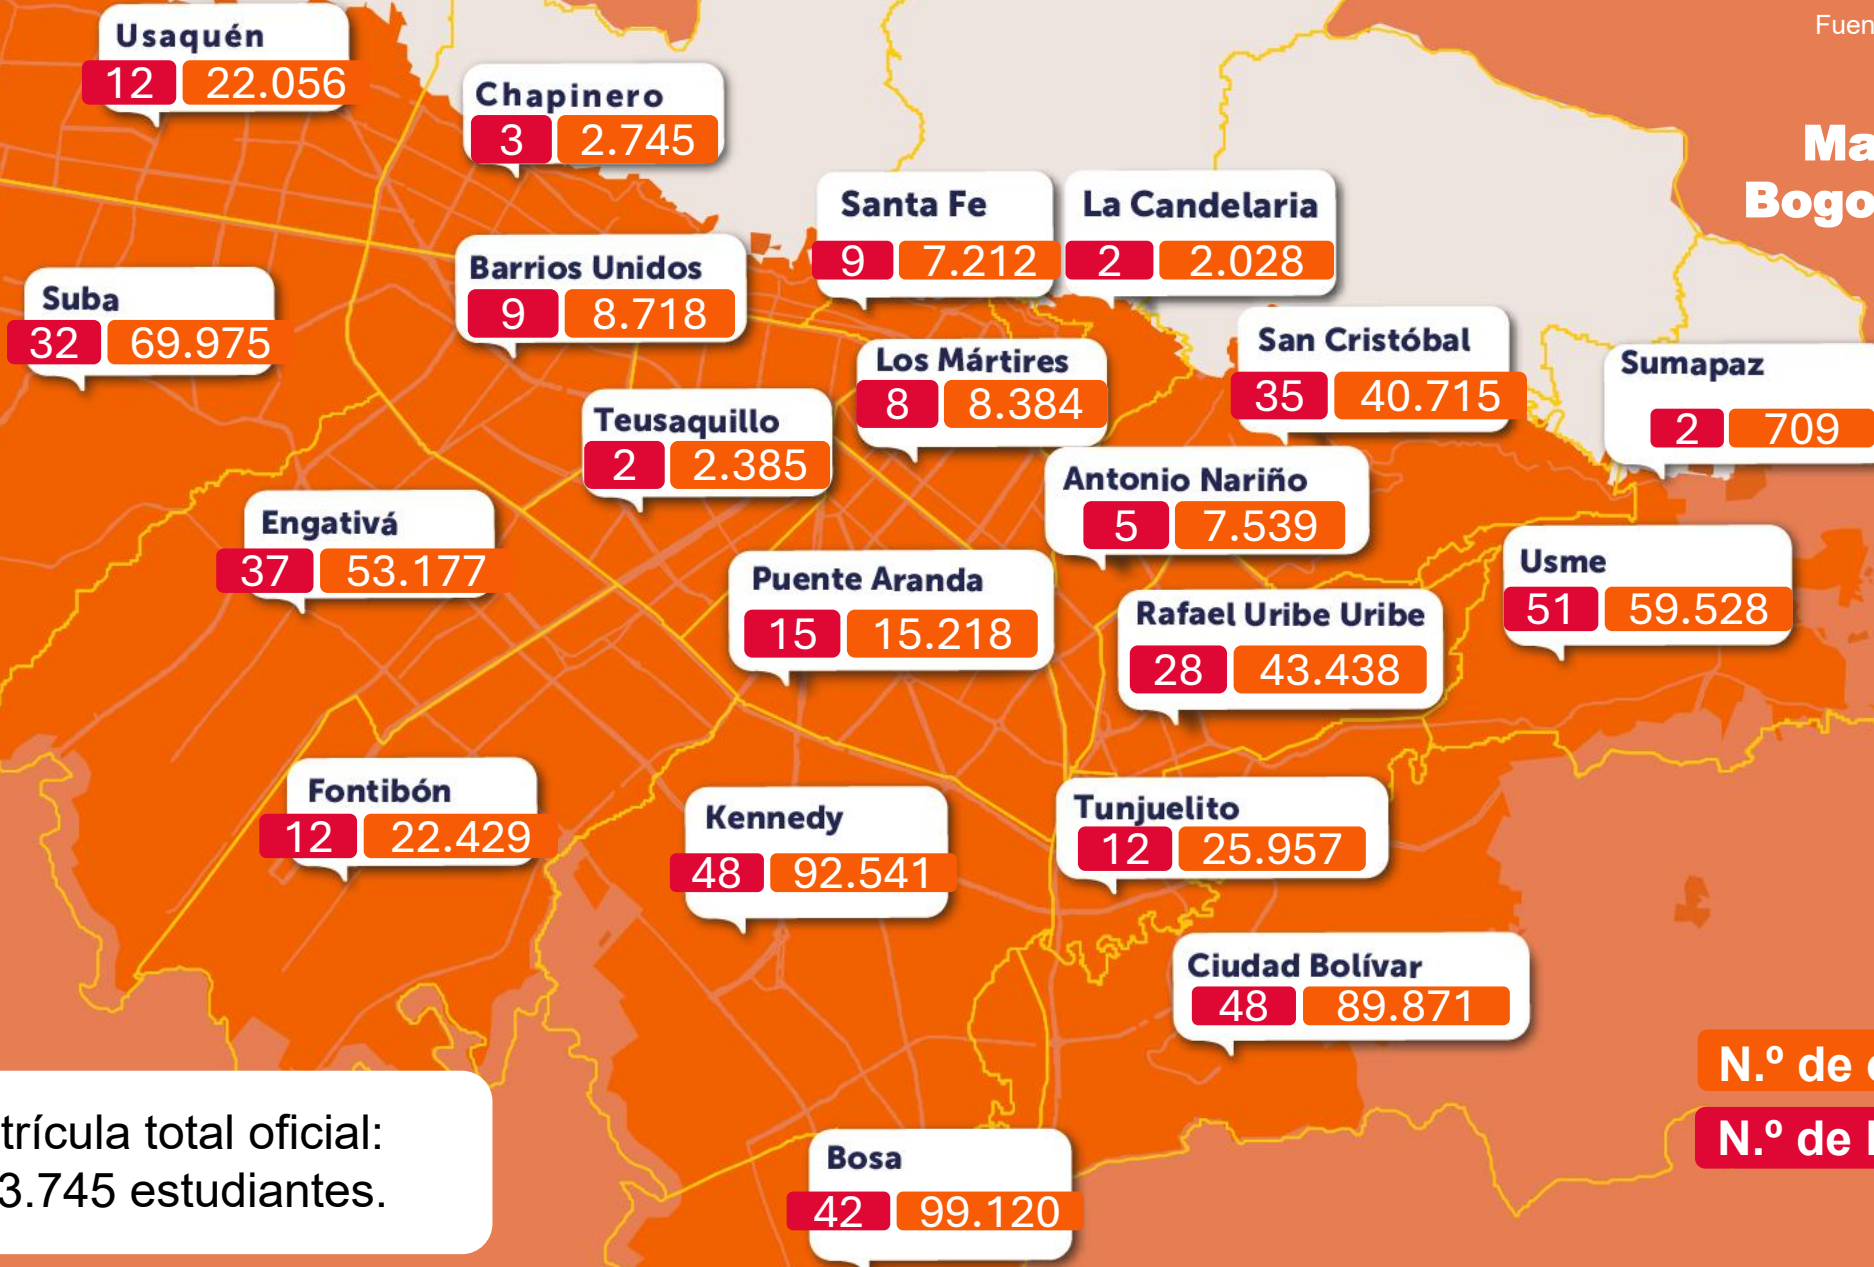 Fuen
Usaquén
12 22.056
Chapinero
3 2.745
Ma
Bogo
Santa Fe
9 7.212
La Candelaria
2 2.028
Barrios Unidos
9 8.718
Suba
32 69.975
San Cristóbal
35 40.715
Los Mártires
8 8.384
Sumapaz
2 709
Teusaquillo
2 2.385
Antonio Nariño
5 7.539
Engativá
37 53.177
Usme
51 59.528
Puente Aranda
15 15.218
Rafael Uribe Uribe
28 43.438
Fontibón
12 22.429
Kennedy
48 92.541
Tunjuelito
12 25.957
Ciudad Bolívar
48 89.871
N.º de
N.º de
trícula total oficial:
3.745 estudiantes.
Bosa
42 99.120